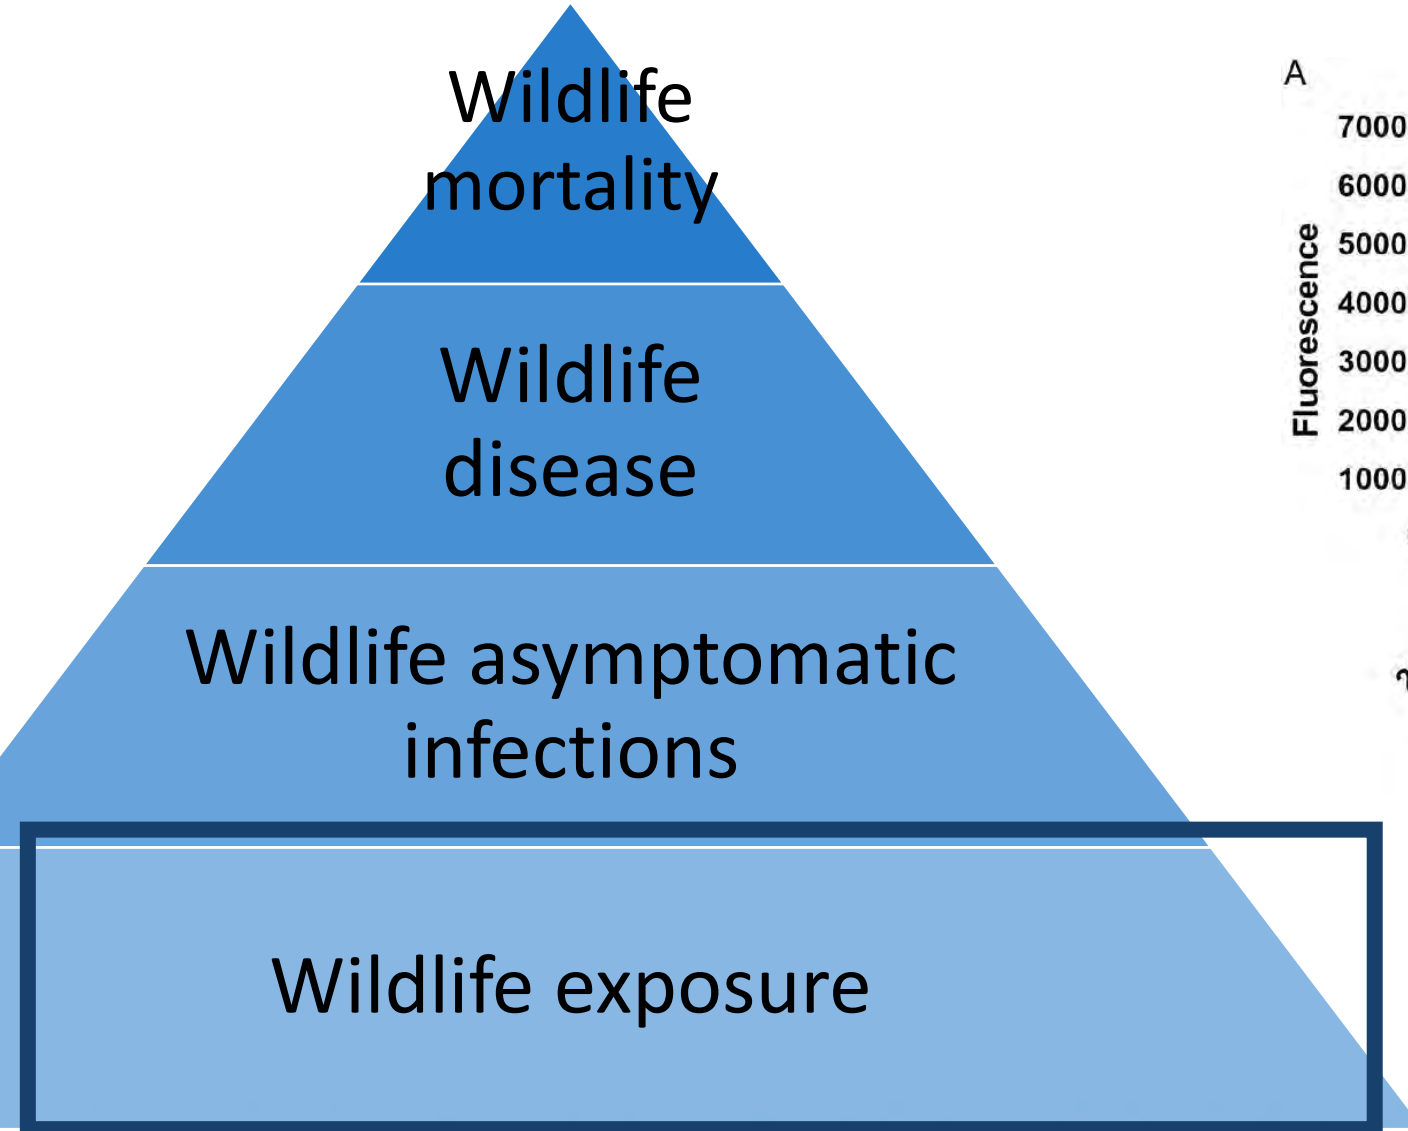 Wildlife
mortality
Wildlife
disease
Wildlife asymptomatic
infections
Wildlife exposure
A
Fluorescence
7000
6000
5000
4000
3000
2000
1000